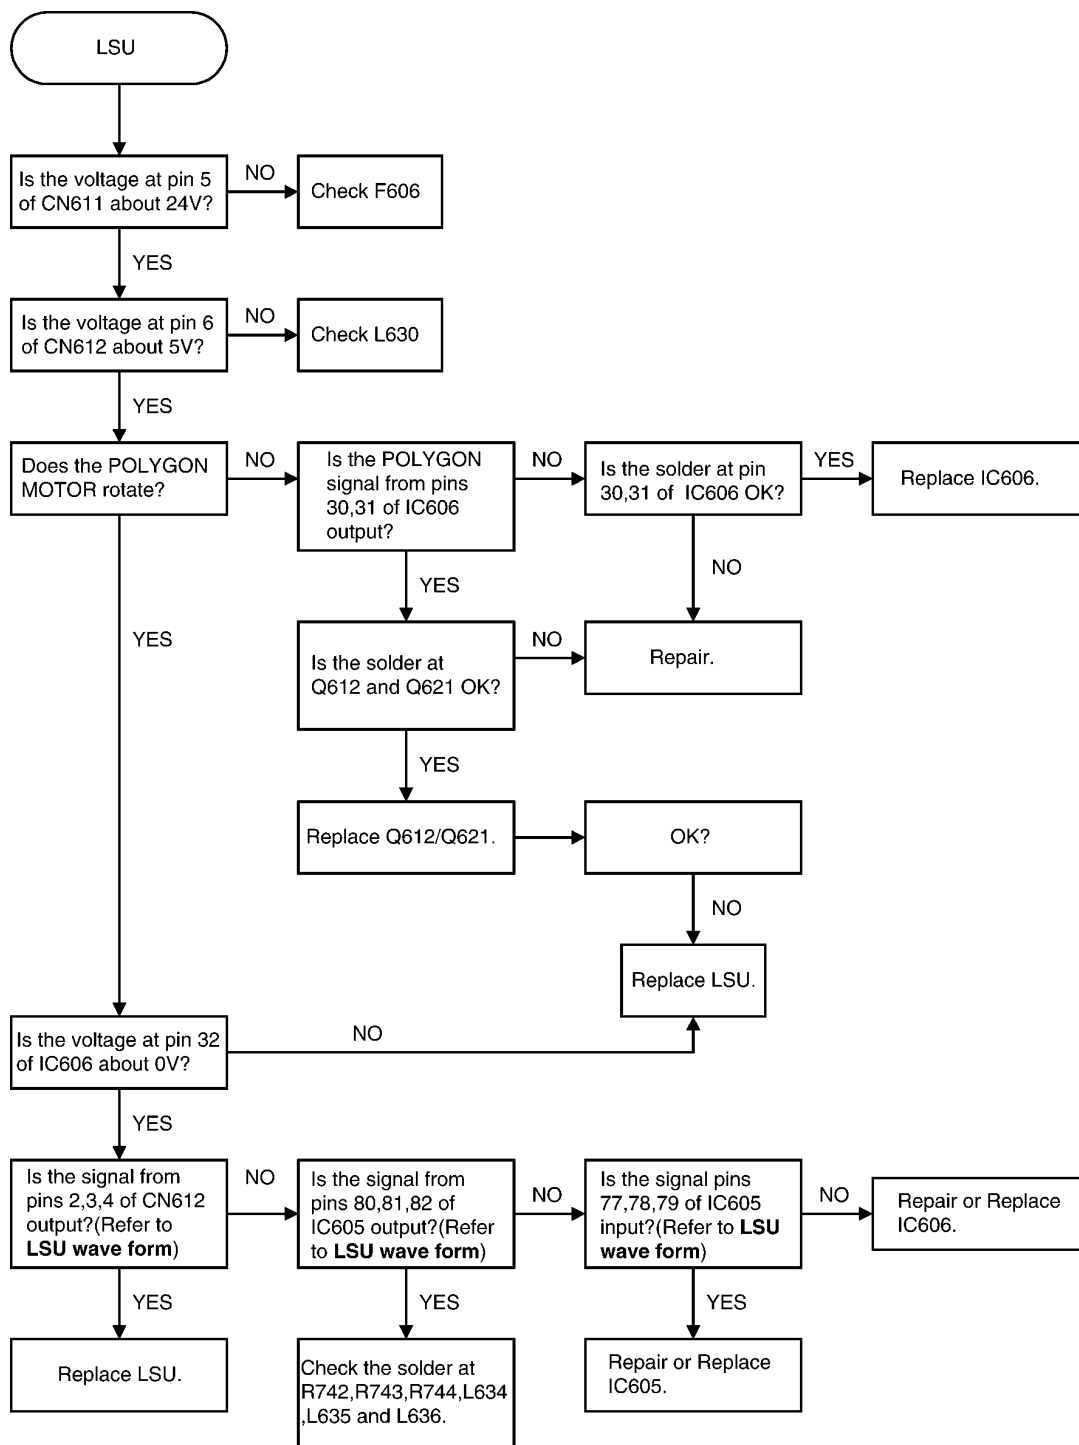 LSU
Is the voltage at pin 5
of CN611 about 24V?
NO
Check F606
YES
Is the voltage at pin 6
of CN612 about 5V?
NO
Check L630
YES
Does the POLYGON
MOTOR rotate?
NO
Is the POLYGON
signal from pins
30,31 of IC606
output?
NO
Is the solder at pin
30,31 of IC606 OK?
YES
Replace IC606.
YES
NO
YES
Is the solder at
Q612 and Q621 OK?
NO
Repair.
YES
Replace Q612/Q621.
OK?
NO
Replace LSU.
Is the voltage at pin 32
of IC606 about 0V?
NO
YES
Is the signal from
pins 2,3,4 of CN612
output?(Refer to
LSU wave form)
NO
Is the signal from
pins 80,81,82 of
IC605 output?(Refer
to LSU wave form)
NO
Is the signal pins
77,78,79 of IC605
input?(Refer to LSU
wave form)
NO
Repair or Replace
IC606.
YES
YES
YES
Replace LSU.
Check the solder at
R742,R743,R744,L634
,L635 and L636.
Repair or Replace
IC605.